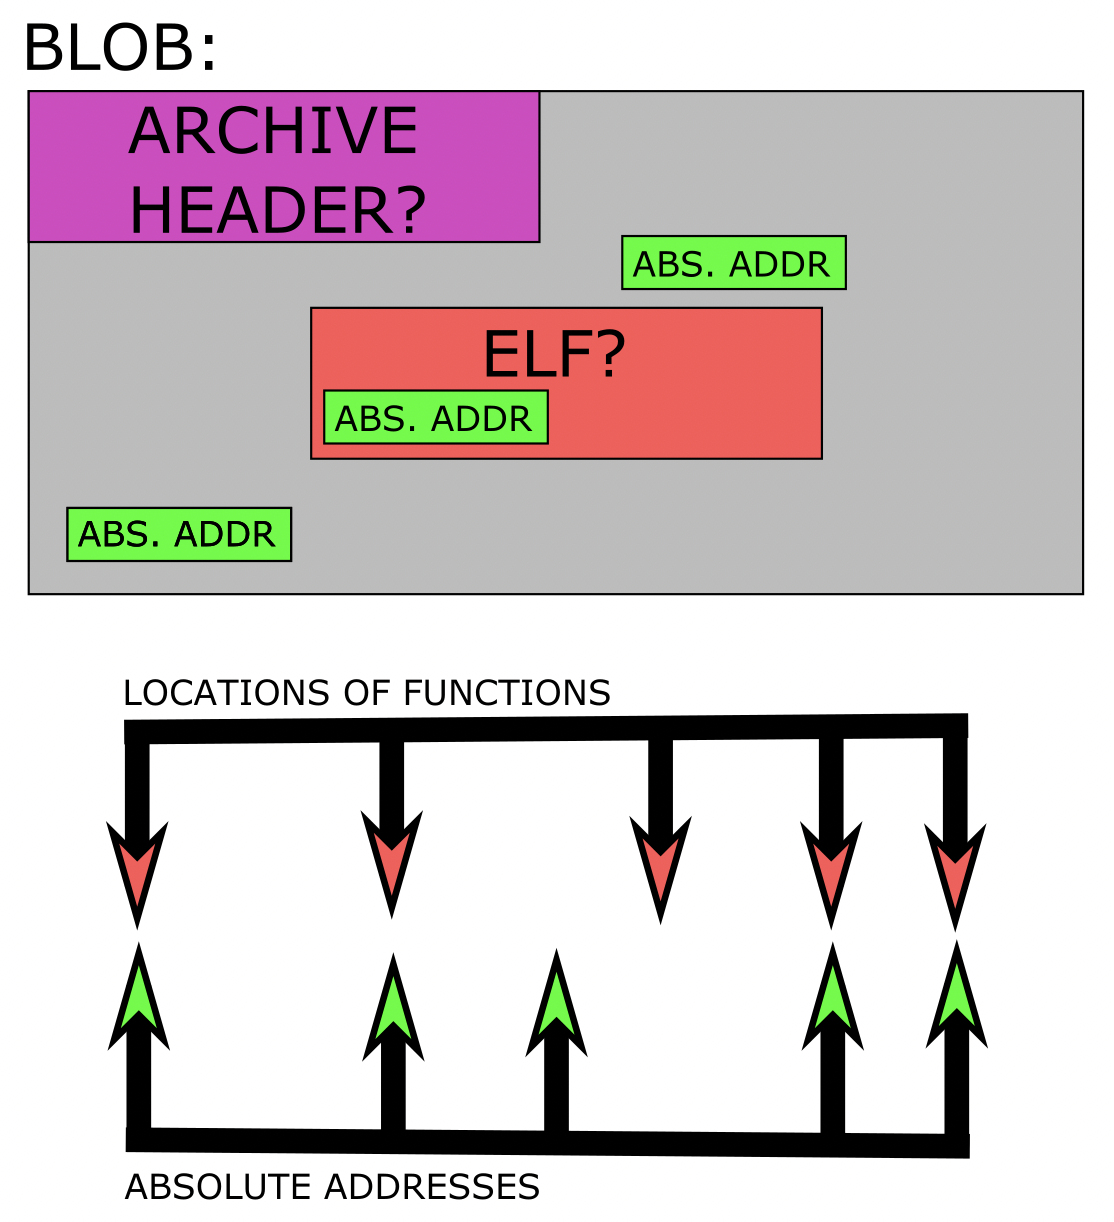 BLOB:
ARCHIVE
HEADER?
ABS. ADDR
ELF?
ABS. ADDR
ABS. ADDR
LOCATIONS OF FUNCTIONS
ABSOLUTE ADDRESSES